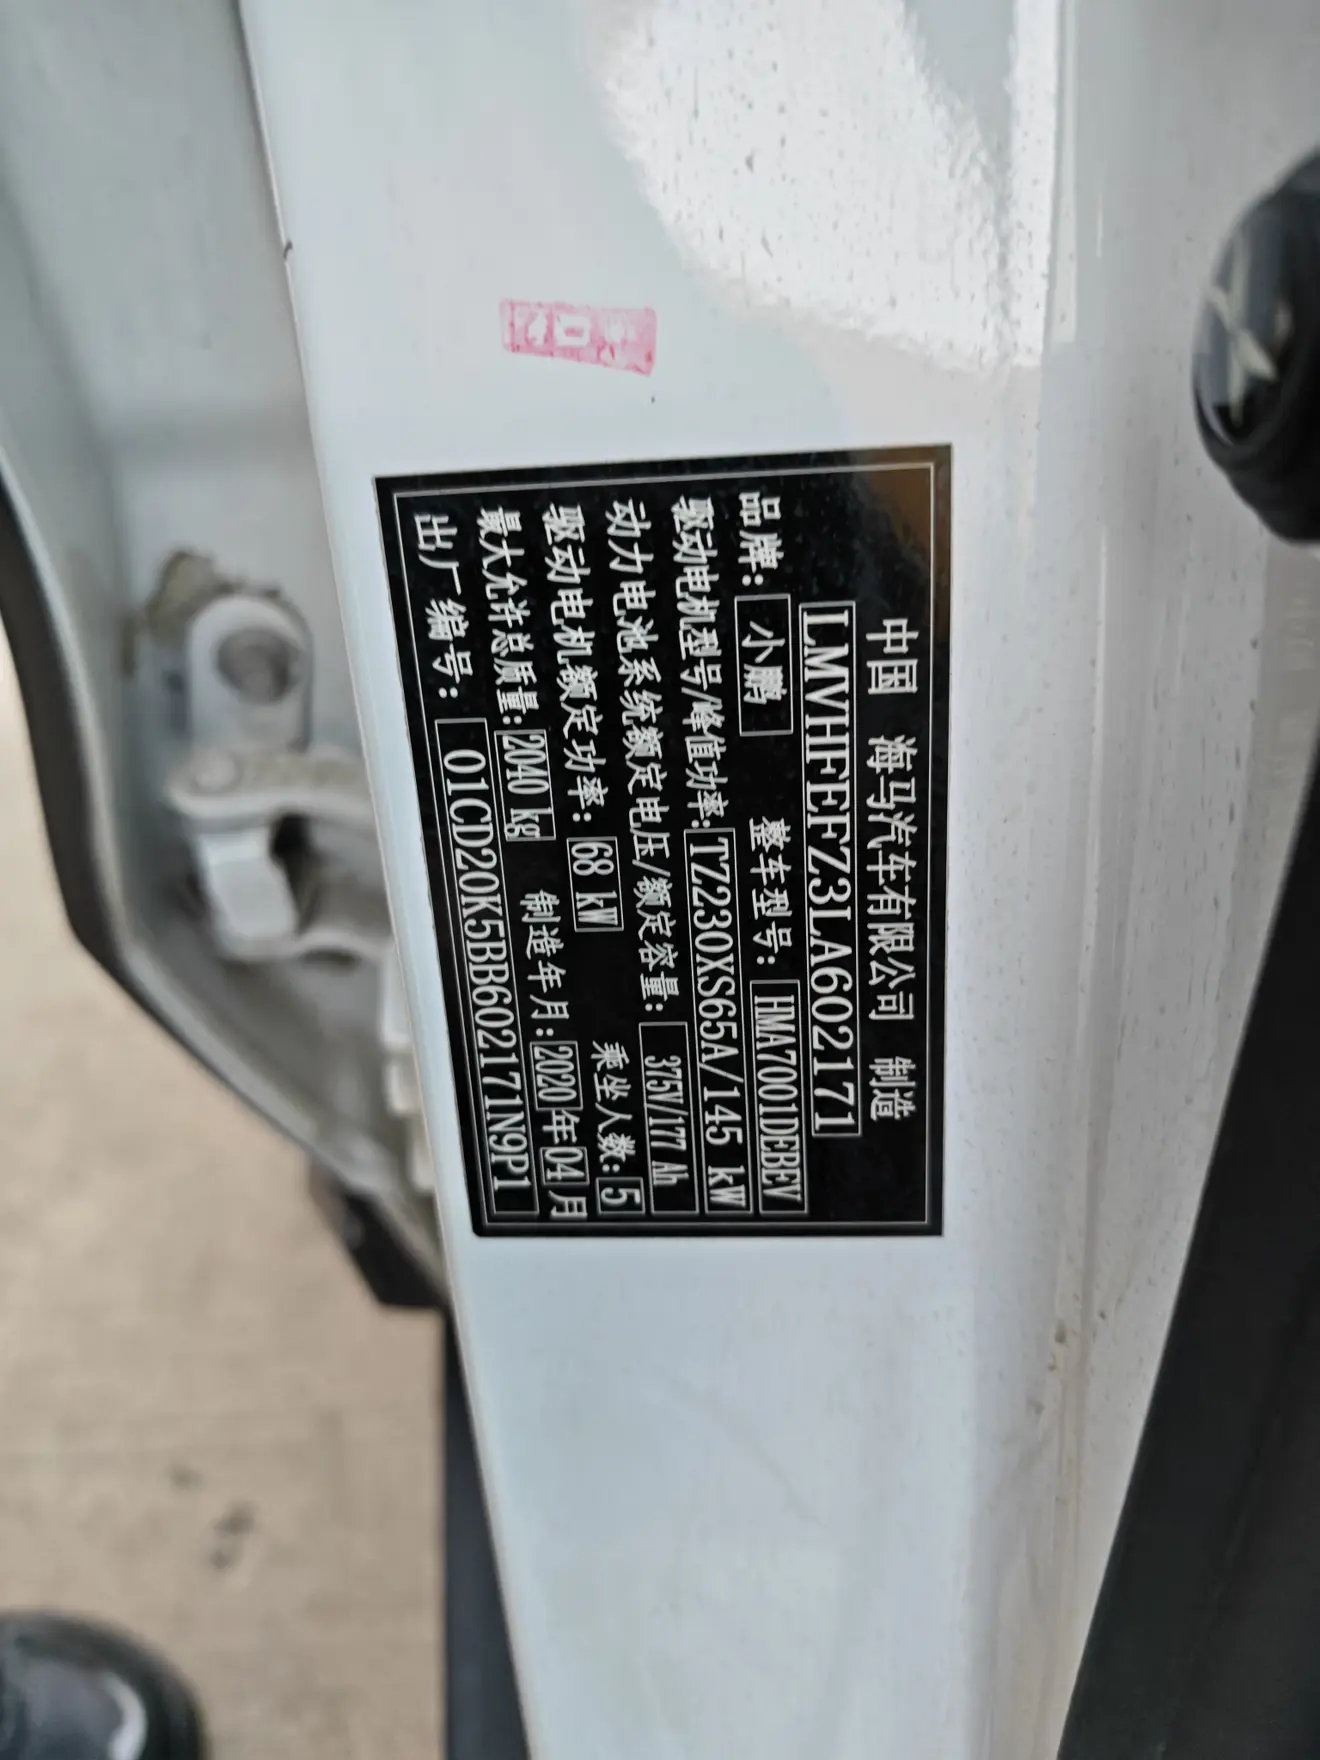 中国 海马汽车有限公司 制造
LMVHFEFZ3LA602171
品牌: 小鹏 整车型号: HMA7001DEBEV
驱动电机型号/峰值功率: TZ230XS65A/145 kW
动力电池系统额定电压/额定容量: 375V/177 Ah
驱动电机额定功率: 68 kW 乘坐人数: 5
最大允许总质量: 2040 kg 制造年月: 2020年04月
出厂编号: 01CD20K5BB602171N9P1